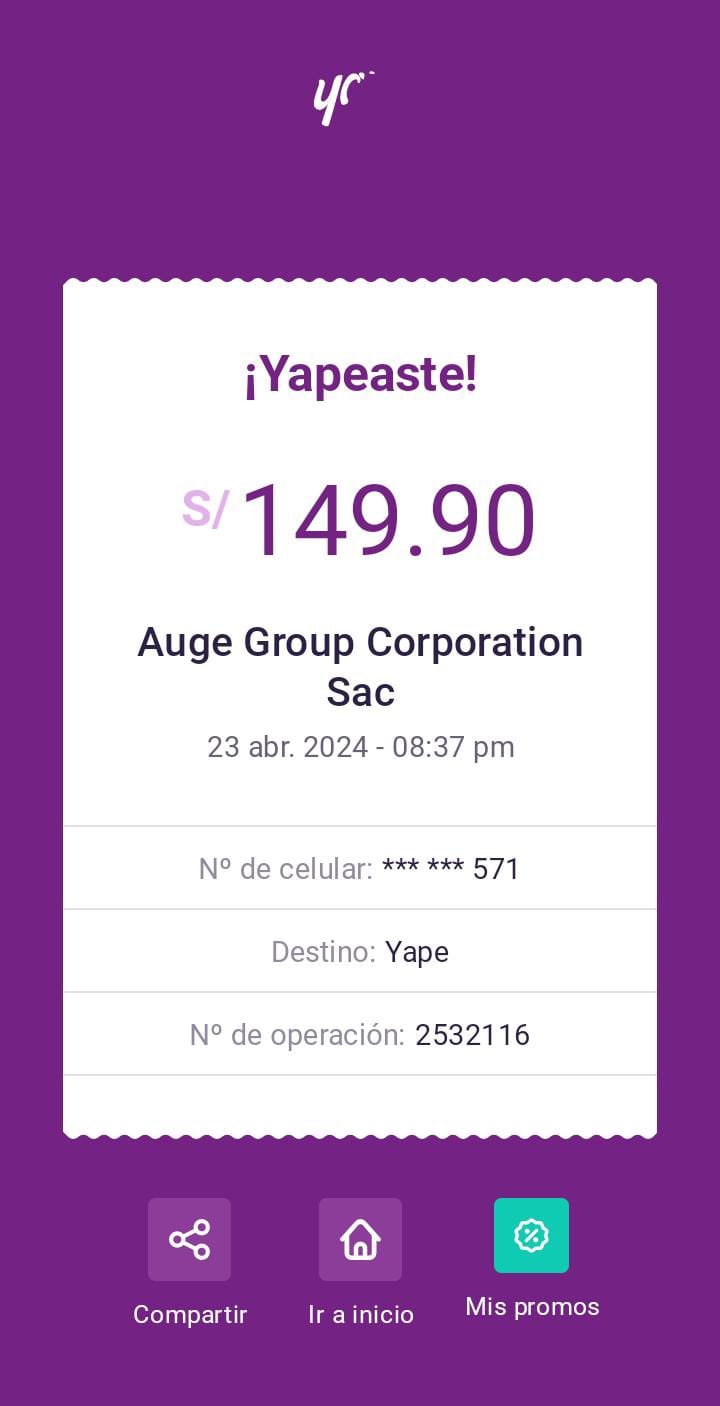 ¡Yapeaste!
S/ 149.90
Auge Group Corporation
Sac
23 abr. 2024 - 08:37 pm
Nº de celular: *** *** 571
Destino: Yape
Nº de operación: 2532116
Compartir
Ir a inicio
Mis promos